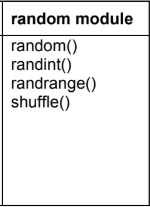 random module
random()
randint()
randrange()
shuffle()